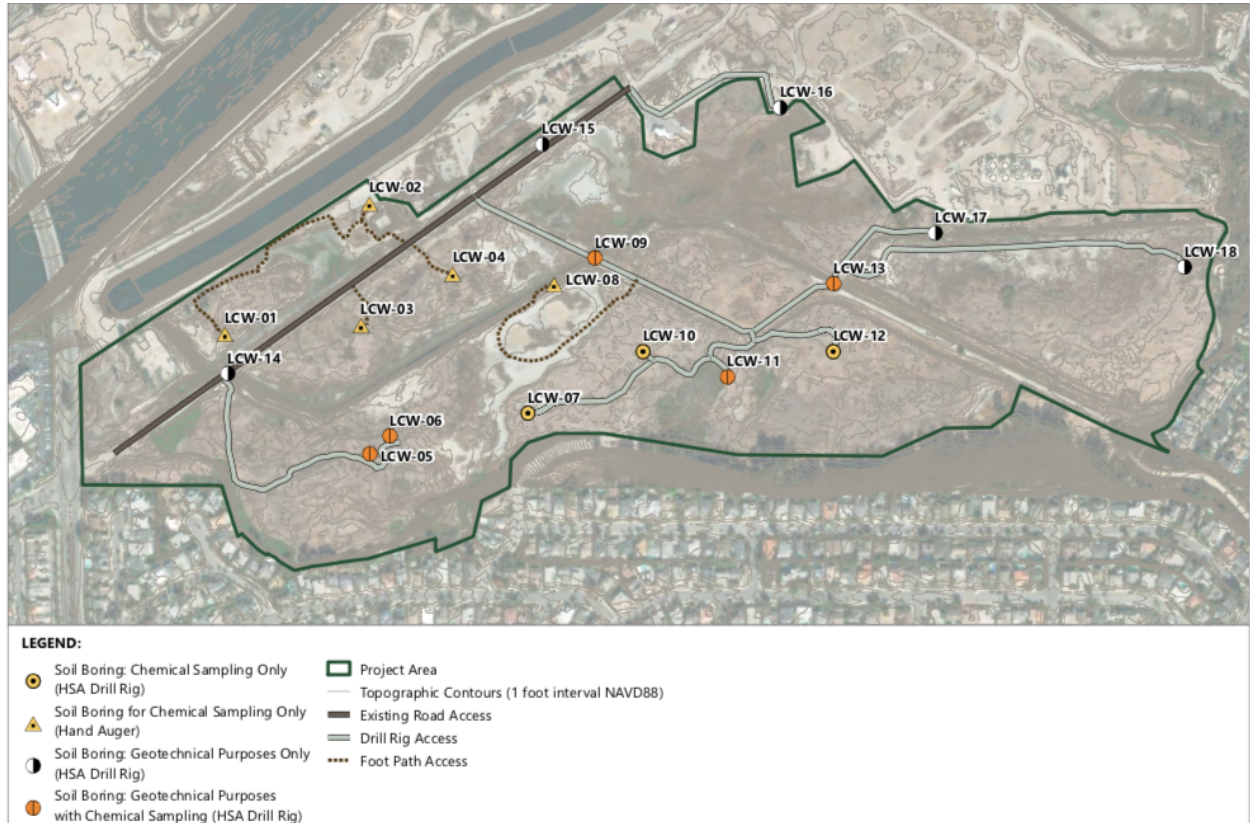 LCW-16
LCW-15
LCW-02
LCW-17
LCW-09
LCW-18
LCW-04
LCW-13
LCW-08
LCW-03
LCW-01
LCW-10
LCW-12
LCW-14
LCW-11
LCW-07
LCW-06
LCW-05
LEGEND:
Soil Boring: Chemical Sampling Only
(HSA Drill Rig)
Soil Boring for Chemical Sampling Only
(Hand Auger)
Soil Boring: Geotechnical Purposes Only
(HSA Drill Rig)
Soil Boring: Geotechnical Purposes
with Chemical Sampling (HSA Drill Rig)
Project Area
Topographic Contours (1 foot interval NAVD88)
Existing Road Access
Drill Rig Access
Foot Path Access